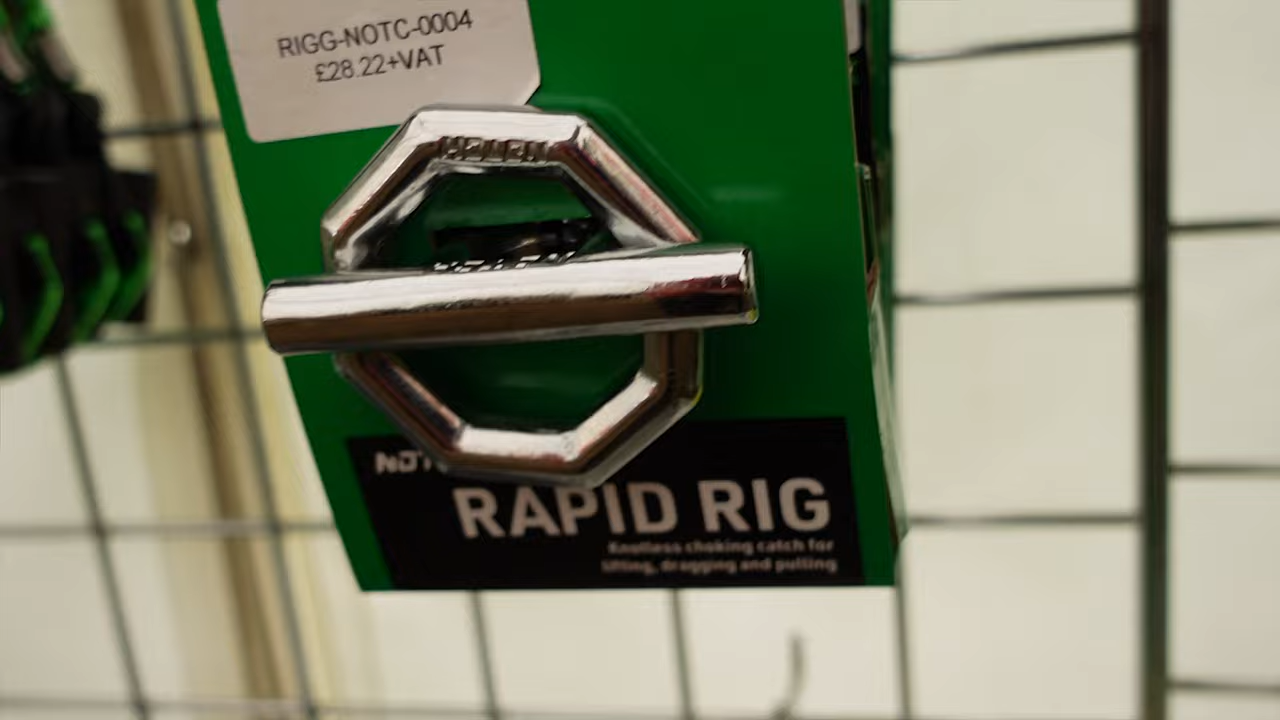 RIGG-NOTC-0004
£28.22+VAT
RAPID RIG
Knotless choking catch for
lifting, dragging and pulling